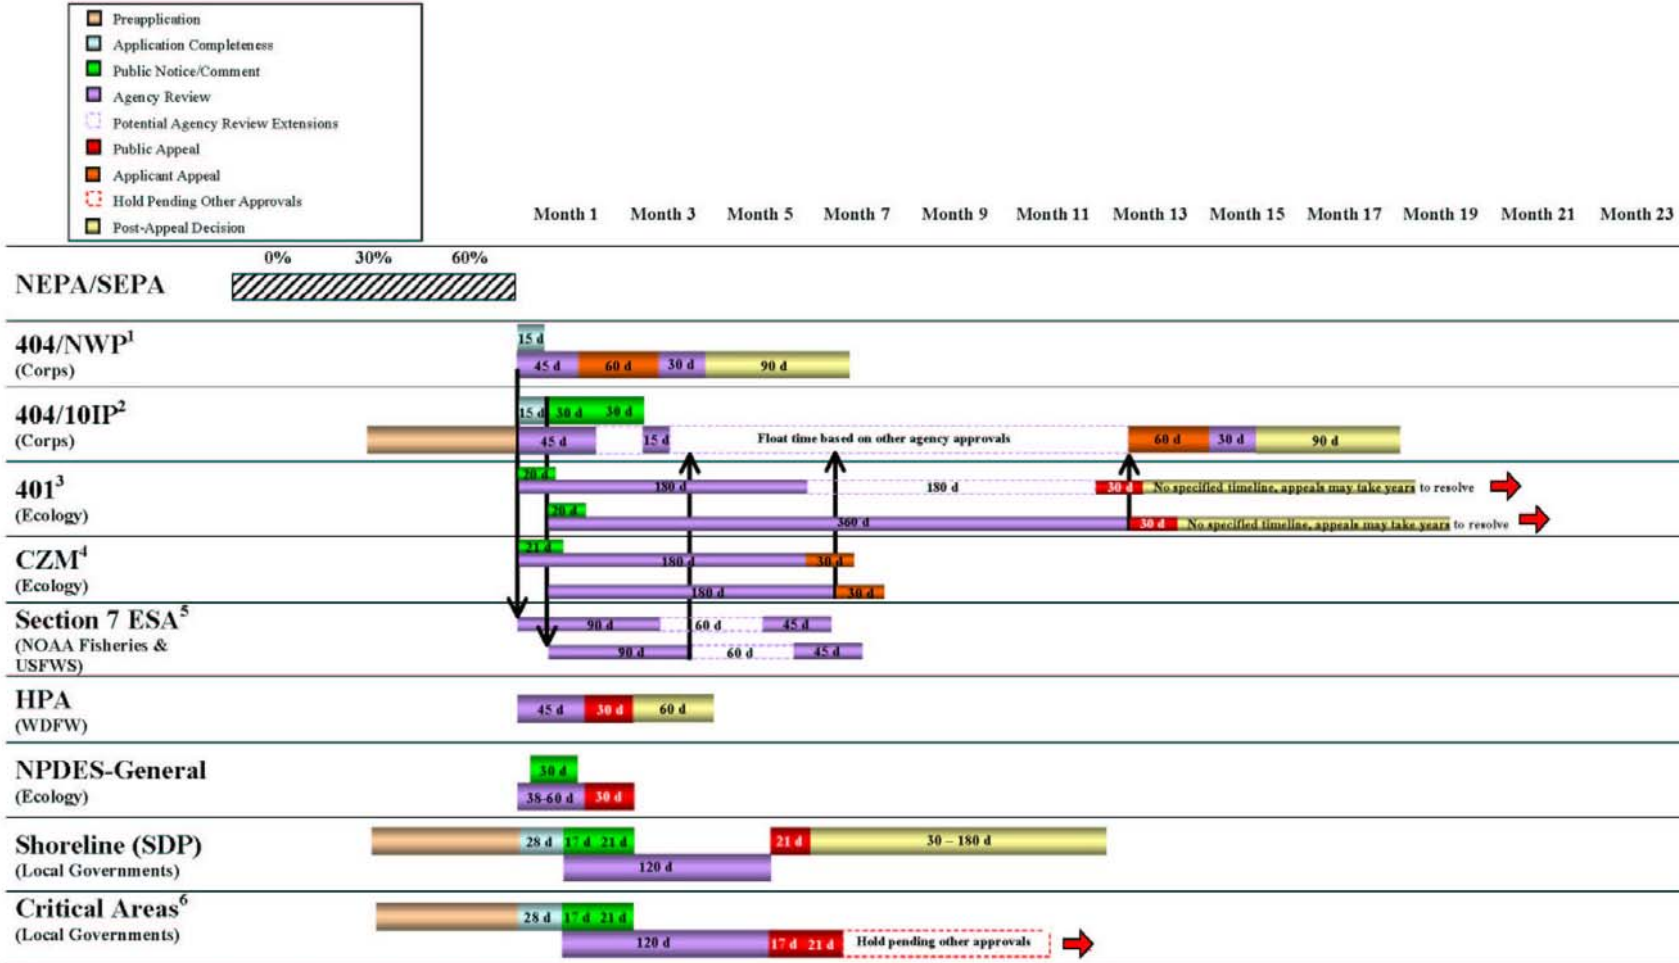 Preapplication
Application Completeness
Public Notice/Comment
Agency Review
Potential Agency Review Extensions
Public Appeal
Applicant Appeal
Hold Pending Other Approvals
Post-Appeal Decision
Month 1 Month 3 Month 5 Month 7 Month 9 Month 11 Month 13 Month 15 Month 17 Month 19 Month 21 Month 23
0% 30% 60%
NEPA/SEPA
404/NWP1
(Corps)
15 d
45 d 60 d 30 d 90 d
404/10IP2
(Corps)
15 d 30 d 30 d
45 d 15 d Float time based on other agency approvals 60 d 30 d 90 d
4013
(Ecology)
20 d
180 d 180 d 30 d No specified timeline, appeals may take years to resolve
20 d
360 d 30 d No specified timeline, appeals may take years to resolve
CZM4
(Ecology)
21 d
180 d 30 d
180 d 30 d
Section 7 ESA5
(NOAA Fisheries &
USFWS)
90 d 60 d 45 d
90 d 60 d 45 d
HPA
(WDFW)
45 d 30 d 60 d
NPDES-General
(Ecology)
30 d
38-60 d 30 d
Shoreline (SDP)
(Local Governments)
28 d 17 d 21 d 21 d 30 – 180 d
120 d
Critical Areas6
(Local Governments)
28 d 17 d 21 d
120 d 17 d 21 d Hold pending other approvals